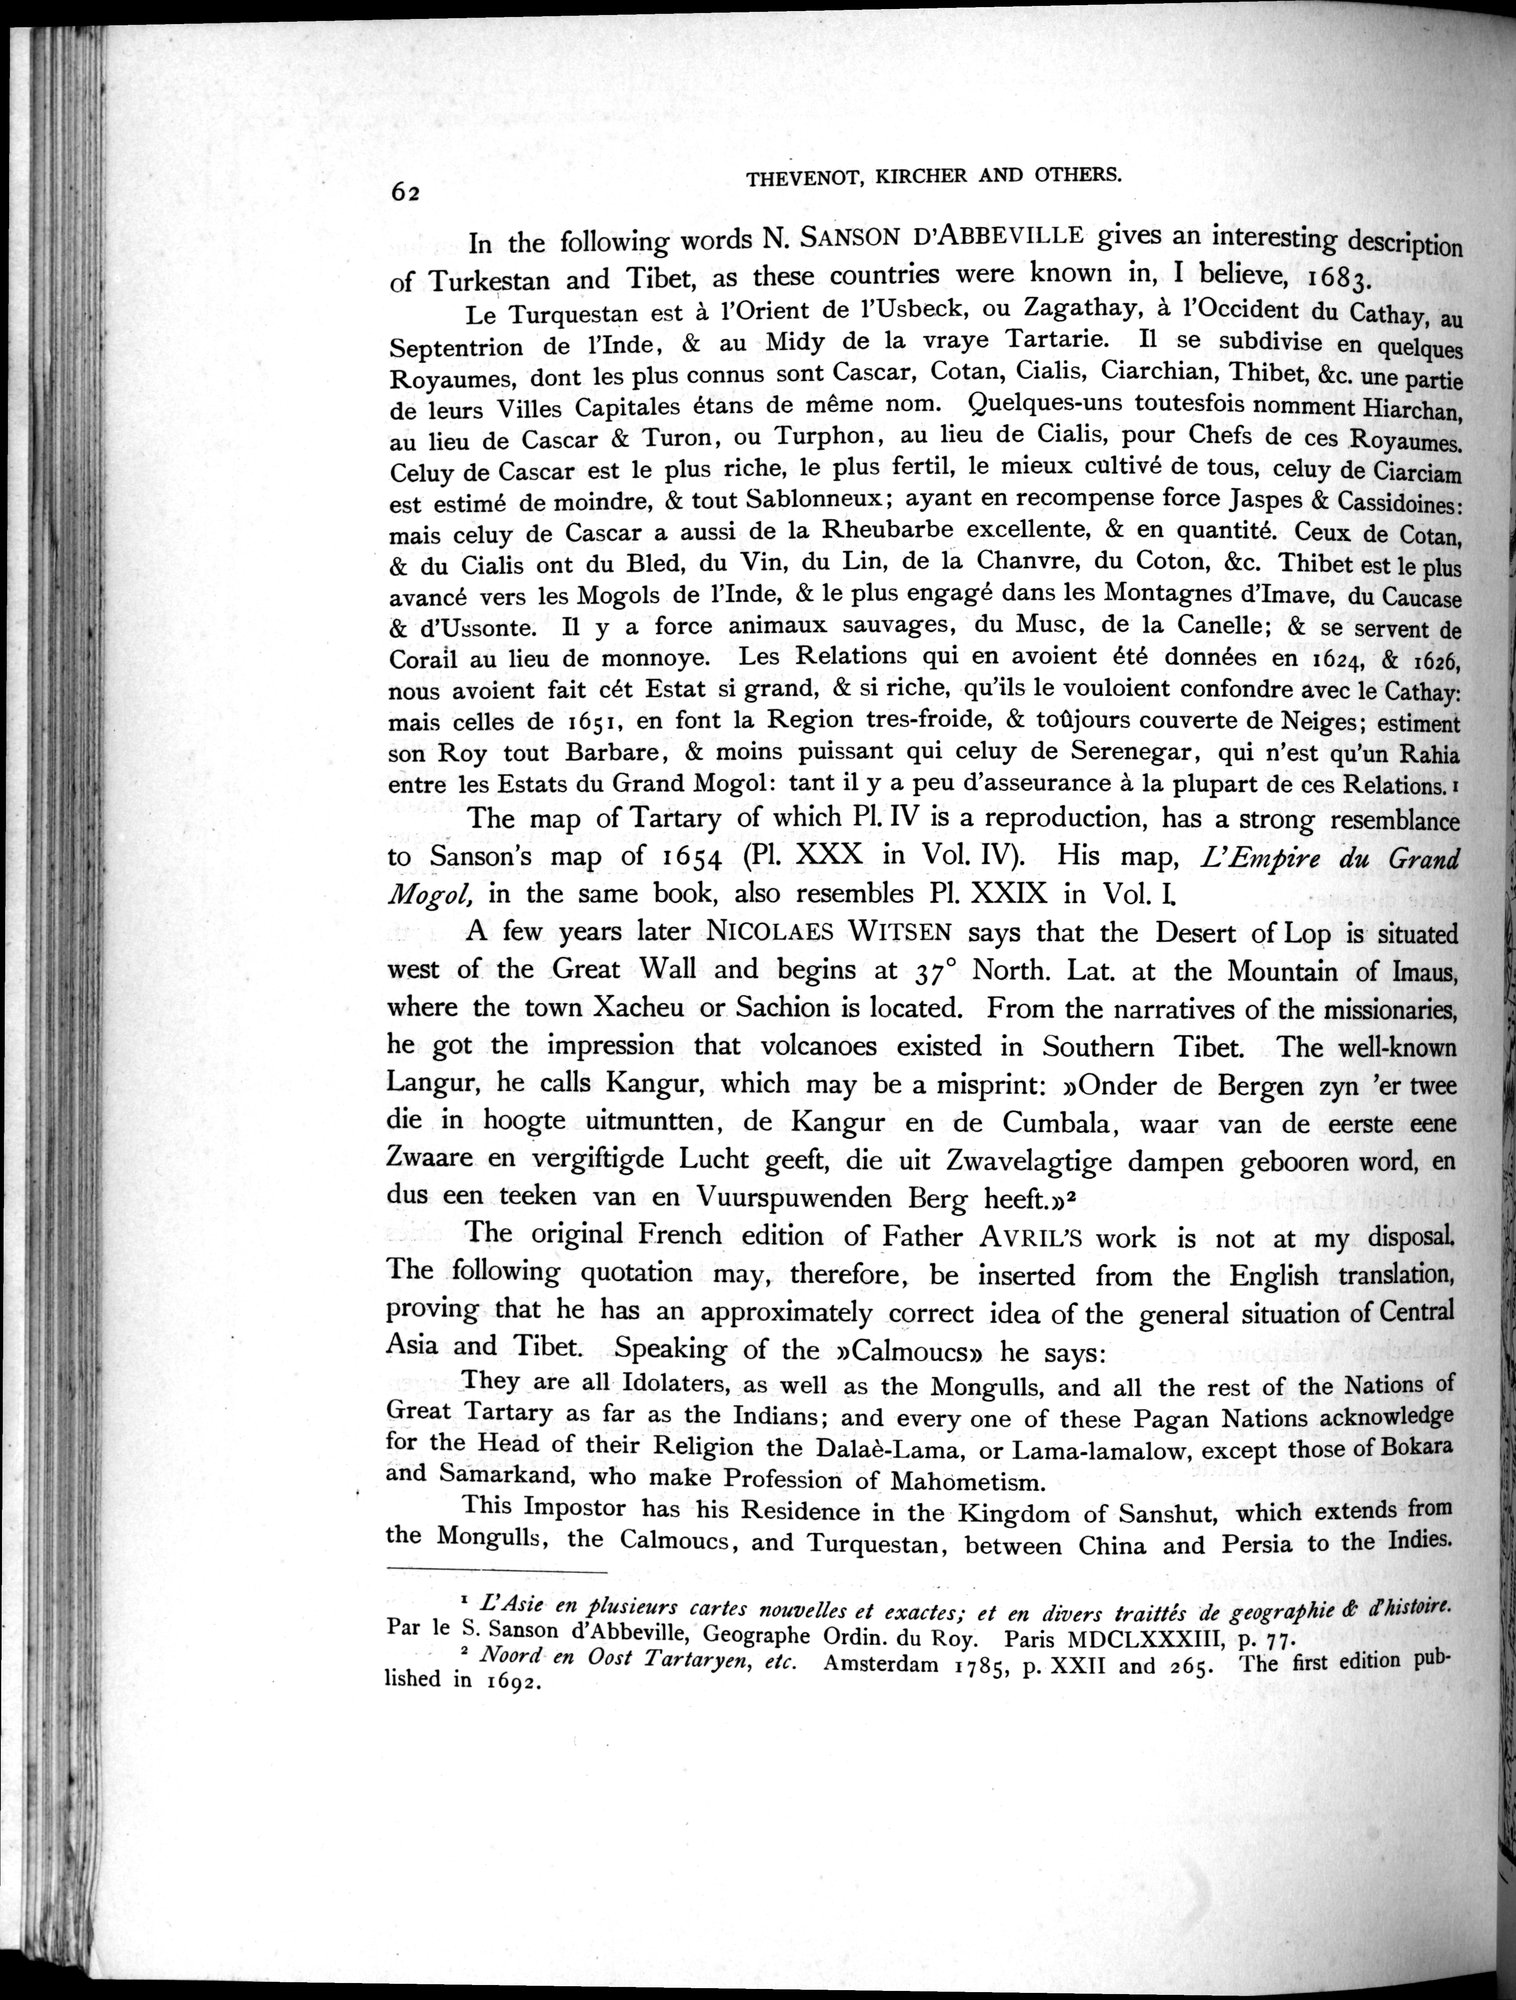 62
THEVENOT, KIRCHER AND OTHERS.
In the following words N. SANSON D'ABBEVILLE gives an interesting description
of Turkestan and Tibet, as these countries were known in, I believe, 1683.
Le Turquestan est à l'Orient de l'Usbeck, ou Zagathay, à l'Occident du Cathay, au
Septentrion de l'Inde, & au Midy de la vraye Tartarie. Il se subdivise en quelques
Royaumes, dont les plus connus sont Cascar, Cotan, Cialis, Ciarchian, Thibet, &c. une partie
de leurs Villes Capitales étans de même nom. Quelques-uns toutesfois nomment Hiarchan,
au lieu de Cascar & Turon, ou Turphon, au lieu de Cialis, pour Chefs de ces Royaumes.
Celuy de Cascar est le plus riche, le plus fertil, le mieux cultivé de tous, celuy de Ciarciam
est estimé de moindre, & tout Sablonneux; ayant en recompense force Jaspes & Cassidoines:
mais celuy de Cascar a aussi de la Rheubarbe excellente, & en quantité. Ceux de Cotan,
& du Cialis ont du Bled, du Vin, du Lin, de la Chanvre, du Coton, &c. Thibet est le plus
avancé vers les Mogols de l'Inde, & le plus engagé dans les Montagnes d'Imave, du Caucase
& d'Ussonte. Il y a force animaux sauvages, du Musc, de la Canelle; & se servent de
Corail au lieu de monnoye. Les Relations qui en avoient été données en 1624, & 1626,
nous avoient fait cét Estat si grand, & si riche, qu'ils le vouloient confondre avec le Cathay:
mais celles de 1651, en font la Region tres-froide, & toûjours couverte de Neiges; estiment
son Roy tout Barbare, & moins puissant qui celuy de Serenegar, qui n'est qu'un Rahia
entre les Estats du Grand Mogol: tant il y a peu d'asseurance à la plupart de ces Relations.¹
The map of Tartary of which Pl. IV is a reproduction, has a strong resemblance
to Sanson's map of 1654 (Pl. XXX in Vol. IV). His map, L'Empire du Grand
Mogol, in the same book, also resembles Pl. XXIX in Vol. I.
A few years later NICOLAES WITSEN says that the Desert of Lop is situated
west of the Great Wall and begins at 37° North. Lat. at the Mountain of Imaus,
where the town Xacheu or Sachion is located. From the narratives of the missionaries,
he got the impression that volcanoes existed in Southern Tibet. The well-known
Langur, he calls Kangur, which may be a misprint: »Onder de Bergen zyn 'er twee
die in hoogte uitmuntten, de Kangur en de Cumbala, waar van de eerste eene
Zwaare en vergiftigde Lucht geeft, die uit Zwavelagtige dampen gebooren word, en
dus een teeken van en Vuurspuwenden Berg heeft.»²
The original French edition of Father AVRIL'S work is not at my disposal.
The following quotation may, therefore, be inserted from the English translation,
proving that he has an approximately correct idea of the general situation of Central
Asia and Tibet. Speaking of the »Calmoucs» he says:
They are all Idolaters, as well as the Mongulls, and all the rest of the Nations of
Great Tartary as far as the Indians; and every one of these Pagan Nations acknowledge
for the Head of their Religion the Dalaè-Lama, or Lama-lamalow, except those of Bokara
and Samarkand, who make Profession of Mahometism.
This Impostor has his Residence in the Kingdom of Sanshut, which extends from
the Mongulls, the Calmoucs, and Turquestan, between China and Persia to the Indies.
¹ L'Asie en plusieurs cartes nouvelles et exactes; et en divers traittés de geographie & d'histoire.
Par le S. Sanson d'Abbeville, Geographe Ordin. du Roy. Paris MDCLXXXIII, p. 77.
² Noord en Oost Tartaryen, etc. Amsterdam 1785, p. XXII and 265. The first edition pub-
lished in 1692.